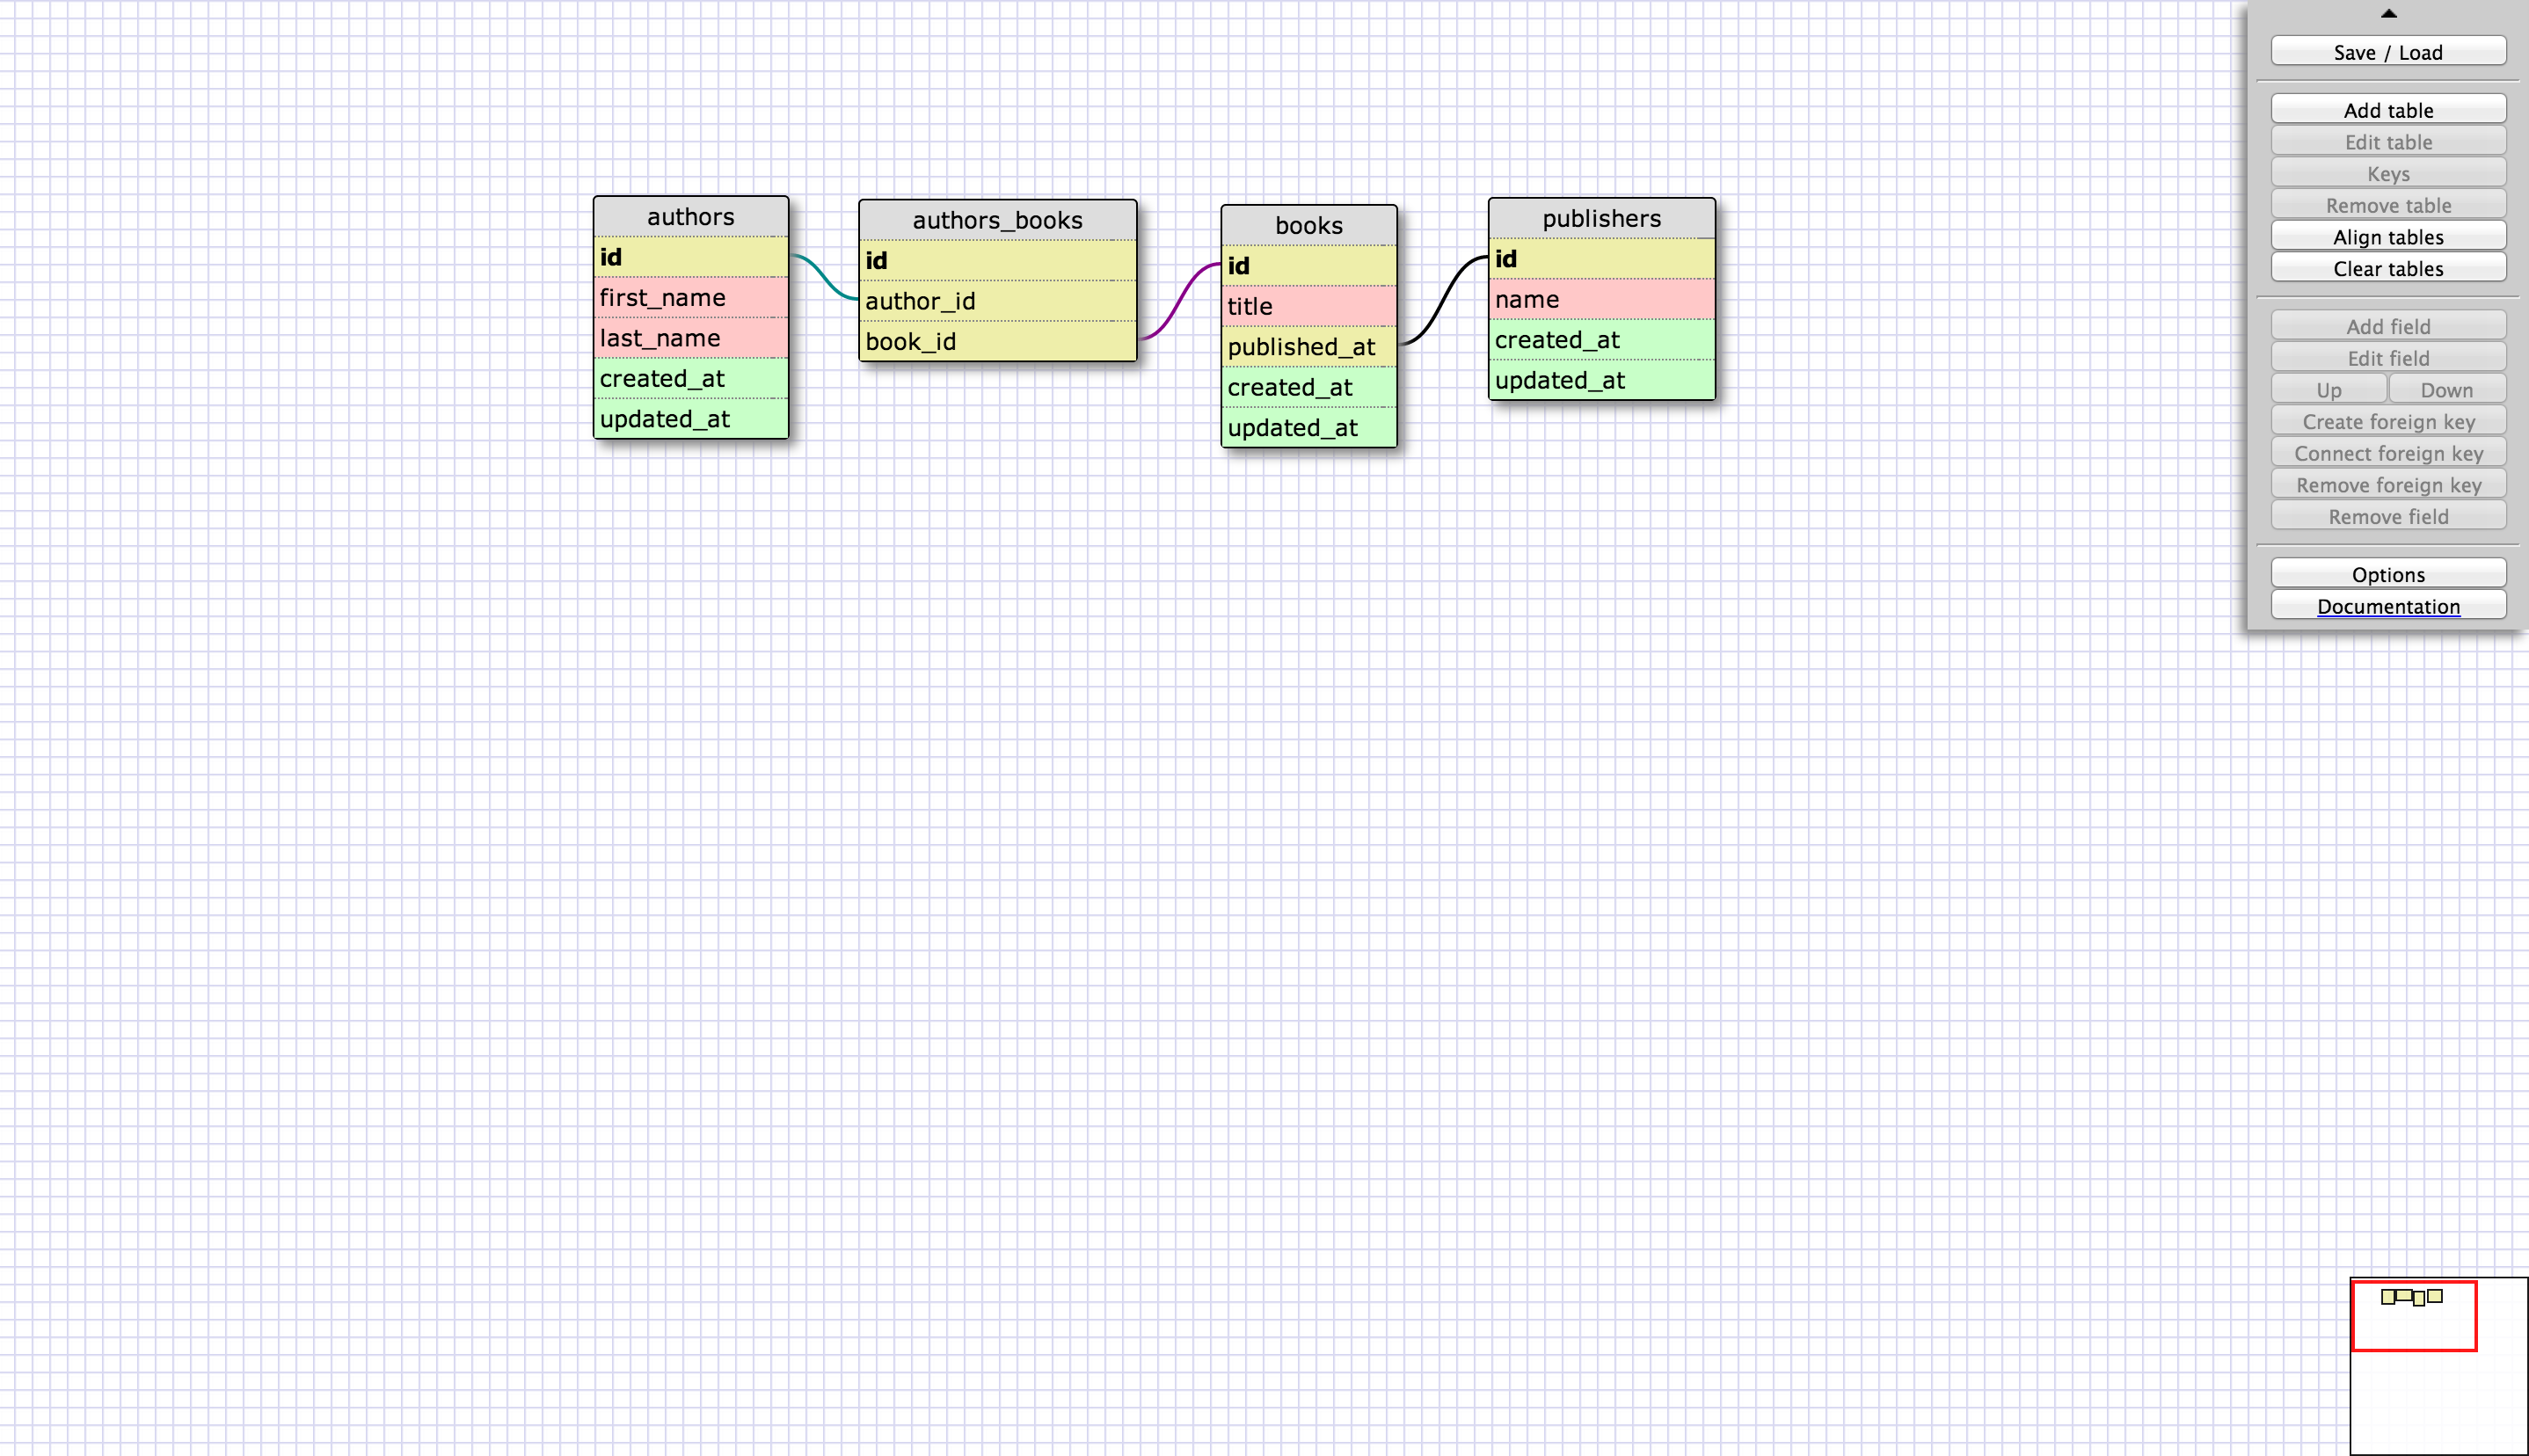 authors
id
first_name
last_name
created_at
updated_at
authors_books
id
author_id
book_id
books
id
title
published_at
created_at
updated_at
publishers
id
name
created_at
updated_at
Save / Load
Add table
Edit table
Keys
Remove table
Align tables
Clear tables
Add field
Edit field
Up Down
Create foreign key
Connect foreign key
Remove foreign key
Remove field
Options
Documentation